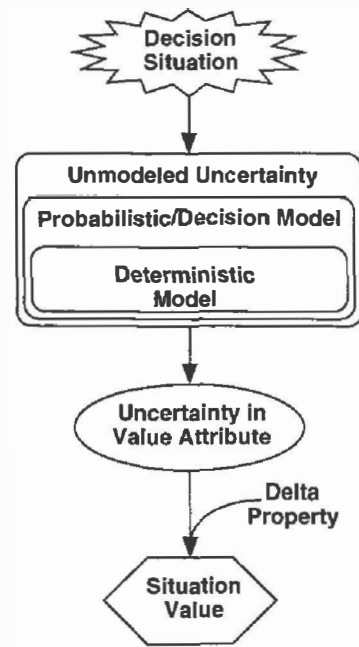 Decision
Situation
Unmodeled Uncertainty
Probabilistic/Decision Model
Deterministic
Model
Uncertainty in
Value Attribute
Delta
Property
Situation
Value